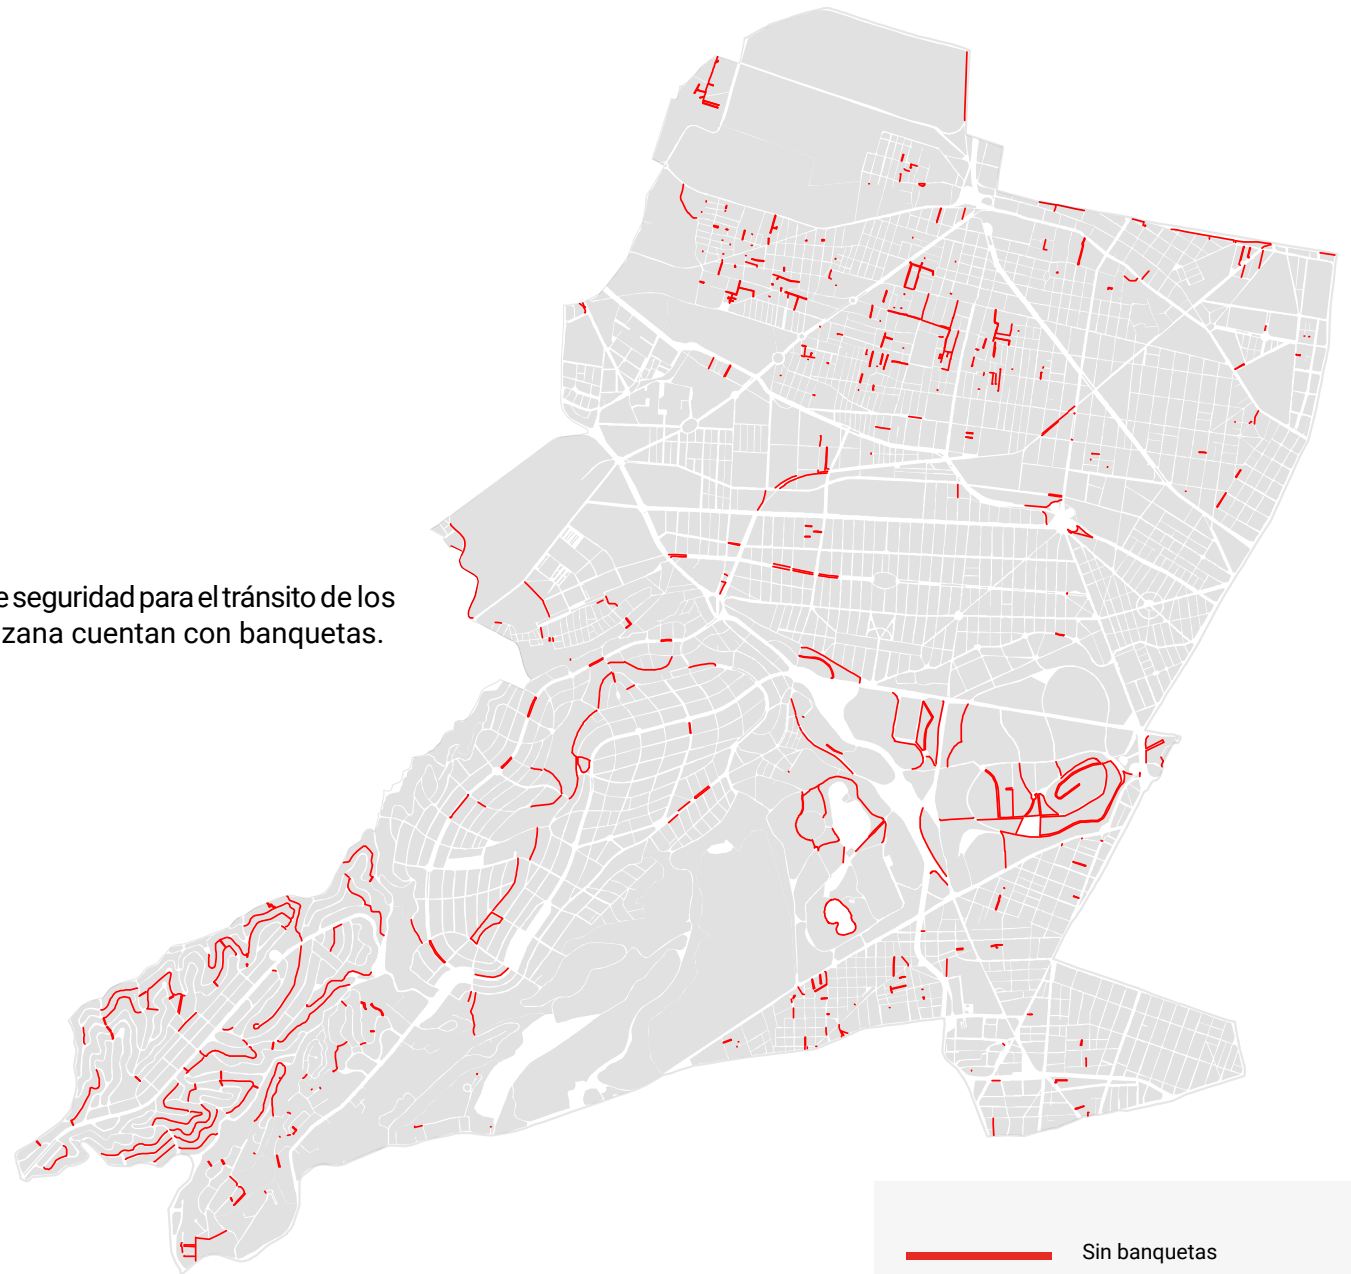 e seguridad para el tránsito de los
zana cuentan con banquetas.
Sin banquetas